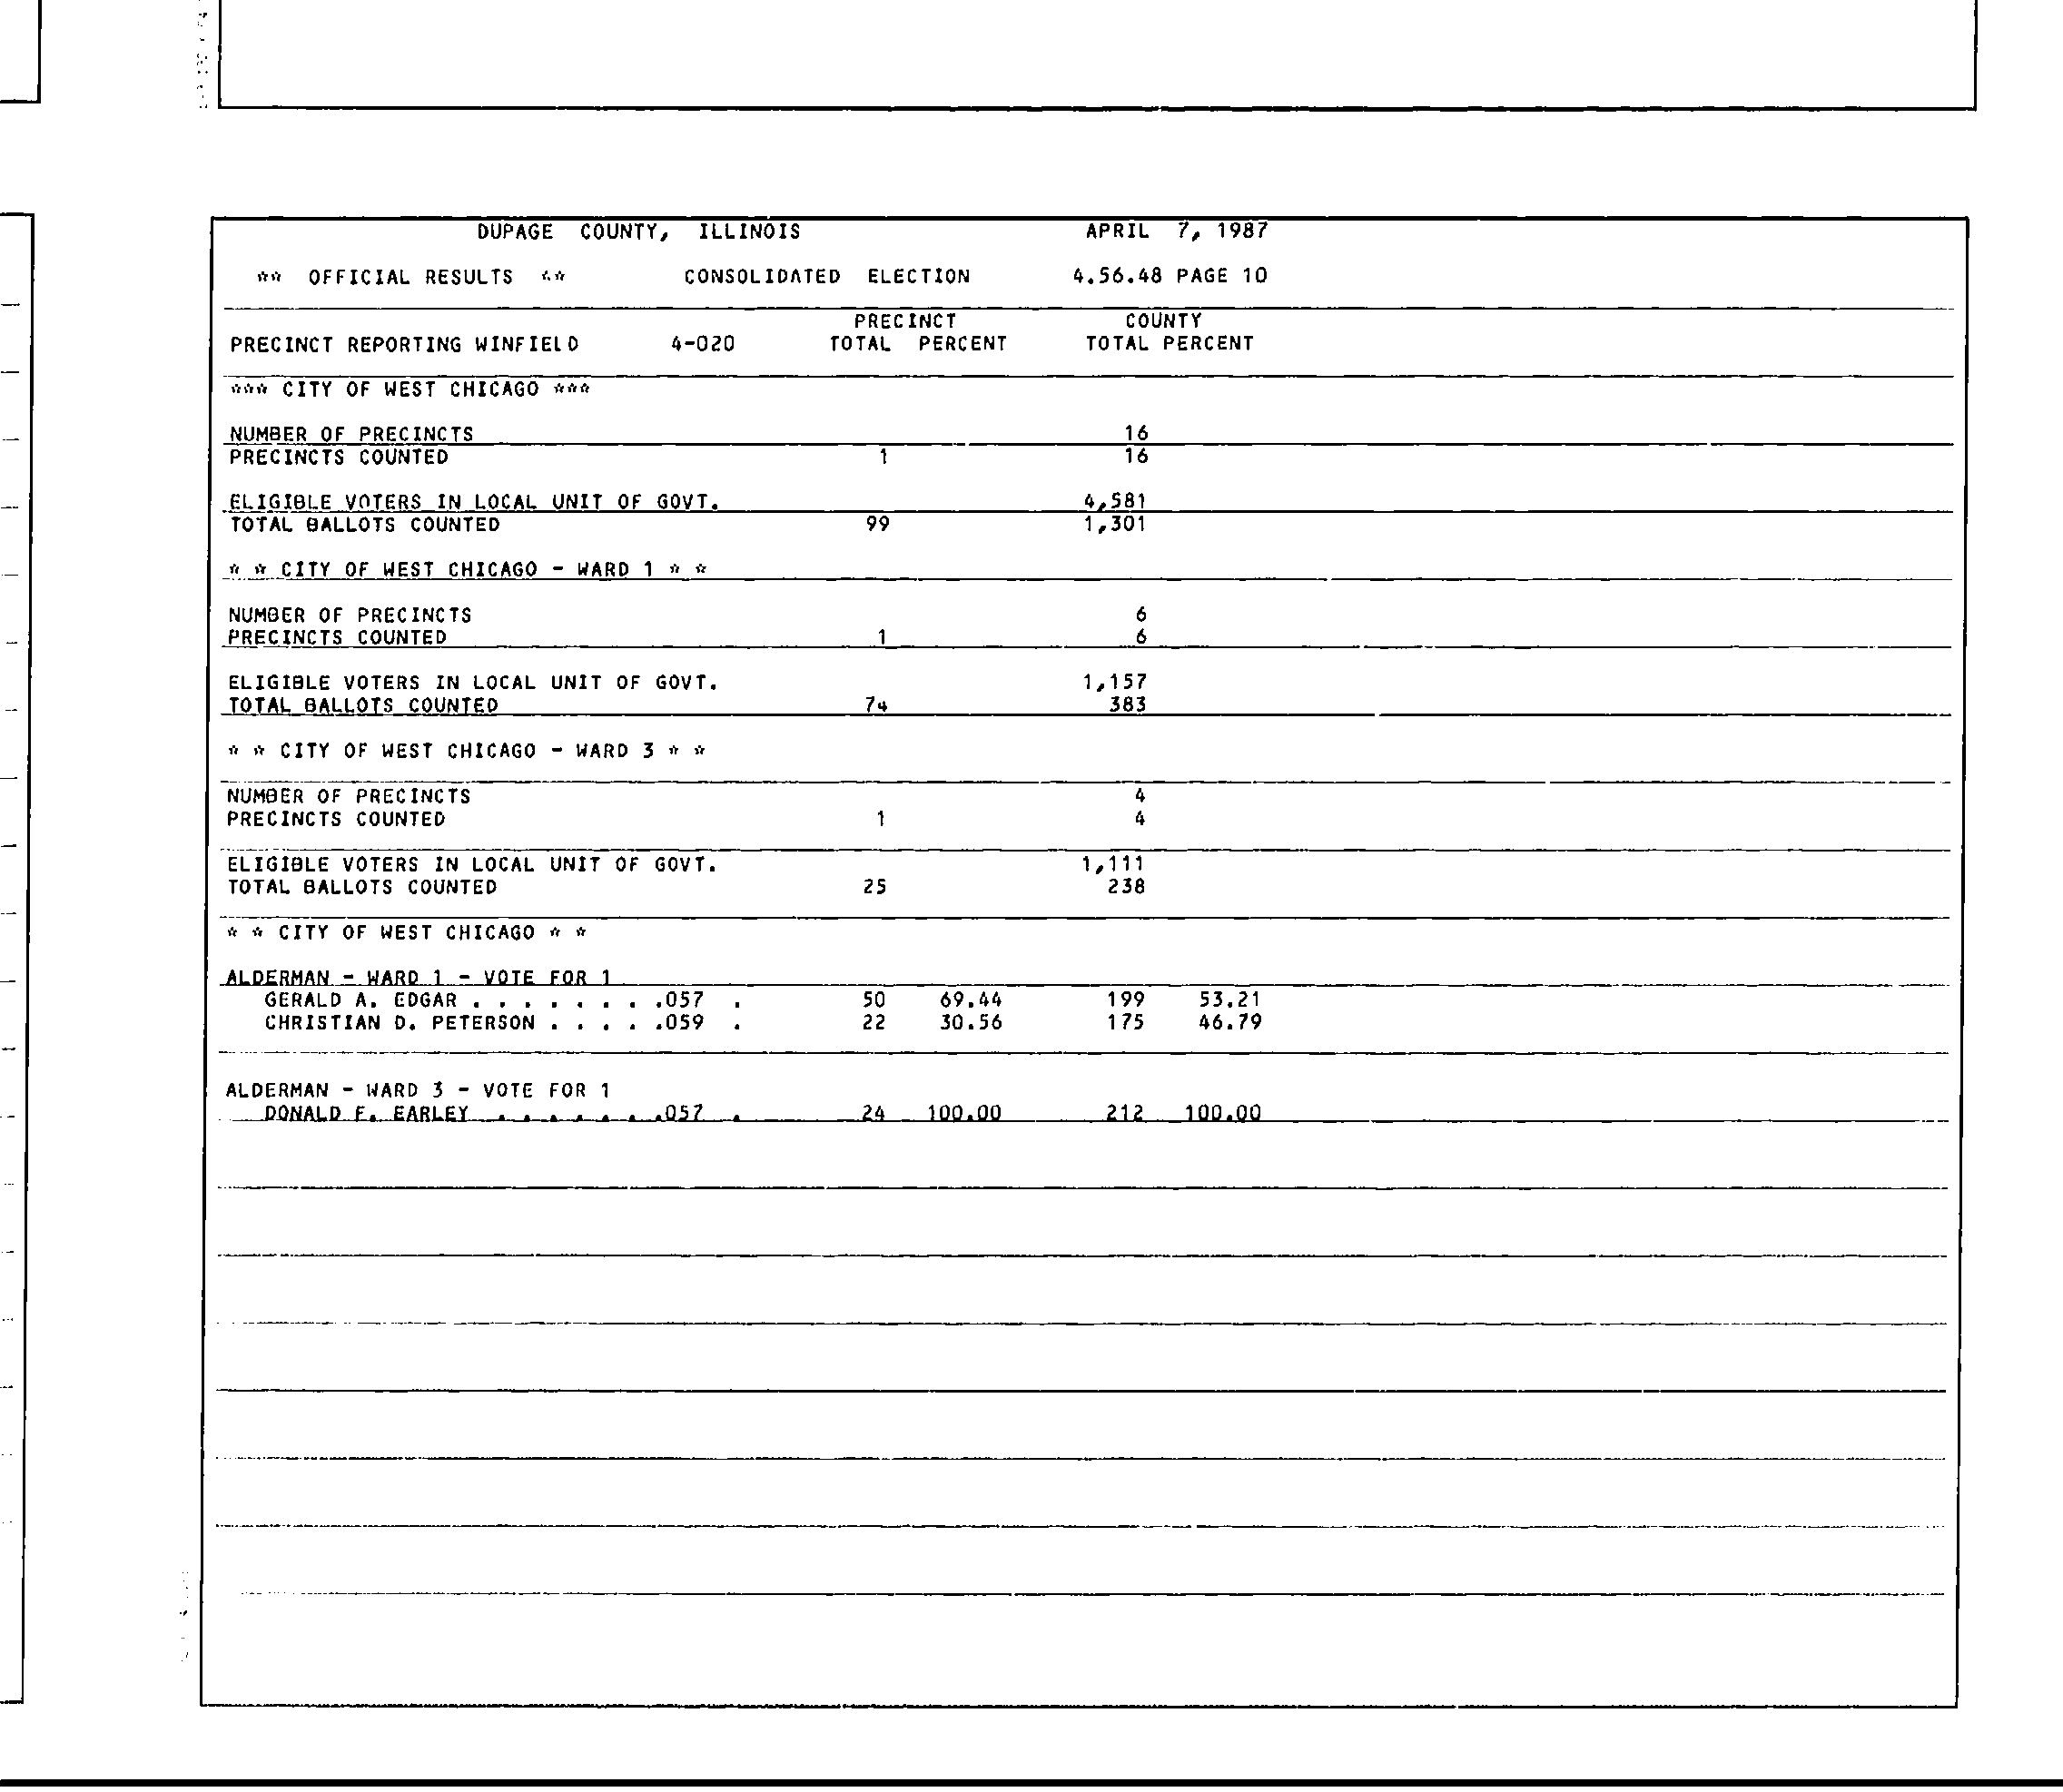 DUPAGE COUNTY, ILLINOIS APRIL 7, 1987
** OFFICIAL RESULTS ** CONSOLIDATED ELECTION 4.56.48 PAGE 10
PRECINCT COUNTY
PRECINCT REPORTING WINFIELD 4-020 TOTAL PERCENT TOTAL PERCENT
*** CITY OF WEST CHICAGO ***
NUMBER OF PRECINCTS 16
PRECINCTS COUNTED 1 16
ELIGIBLE VOTERS IN LOCAL UNIT OF GOVT. 4,581
TOTAL BALLOTS COUNTED 99 1,301
* * CITY OF WEST CHICAGO - WARD 1 * *
NUMBER OF PRECINCTS 6
PRECINCTS COUNTED 1 6
ELIGIBLE VOTERS IN LOCAL UNIT OF GOVT. 1,157
TOTAL BALLOTS COUNTED 74 383
* * CITY OF WEST CHICAGO - WARD 3 * *
NUMBER OF PRECINCTS 4
PRECINCTS COUNTED 1 4
ELIGIBLE VOTERS IN LOCAL UNIT OF GOVT. 1,111
TOTAL BALLOTS COUNTED 25 238
* * CITY OF WEST CHICAGO * *
ALDERMAN - WARD 1 - VOTE FOR 1
GERALD A. EDGAR . . . . . . . .057 . 50 69.44 199 53.21
CHRISTIAN D. PETERSON . . . . .059 . 22 30.56 175 46.79
ALDERMAN - WARD 3 - VOTE FOR 1
DONALD F. EARLEY . . . . . . .057 . 24 100.00 212 100.00